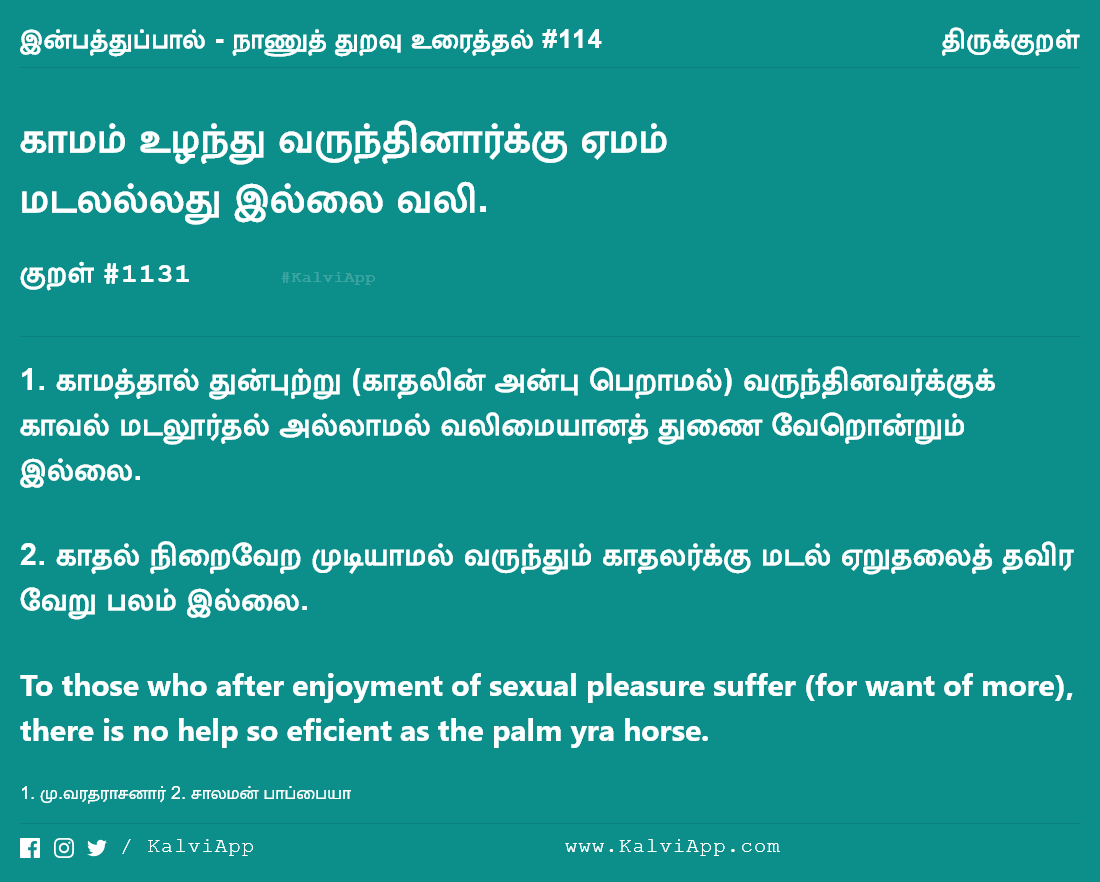 இன்பத்துப்பால் - நாணுத் துறவு உரைத்தல் #114 திருக்குறள்
காமம் உழந்து வருந்தினார்க்கு ஏமம்
மடலல்லது இல்லை வலி.
குறள் #1131 #KalviApp
1. காமத்தால் துன்புற்று (காதலின் அன்பு பெறாமல்) வருந்தினவர்க்குக்
காவல் மடலூர்தல் அல்லாமல் வலிமையானத் துணை வேறொன்றும்
இல்லை.
2. காதல் நிறைவேற முடியாமல் வருந்தும் காதலர்க்கு மடல் ஏறுதலைத் தவிர
வேறு பலம் இல்லை.
To those who after enjoyment of sexual pleasure suffer (for want of more),
there is no help so eficient as the palm yra horse.
1. மு.வரதராசனார் 2. சாலமன் பாப்பையா
/ KalviApp www.KalviApp.com